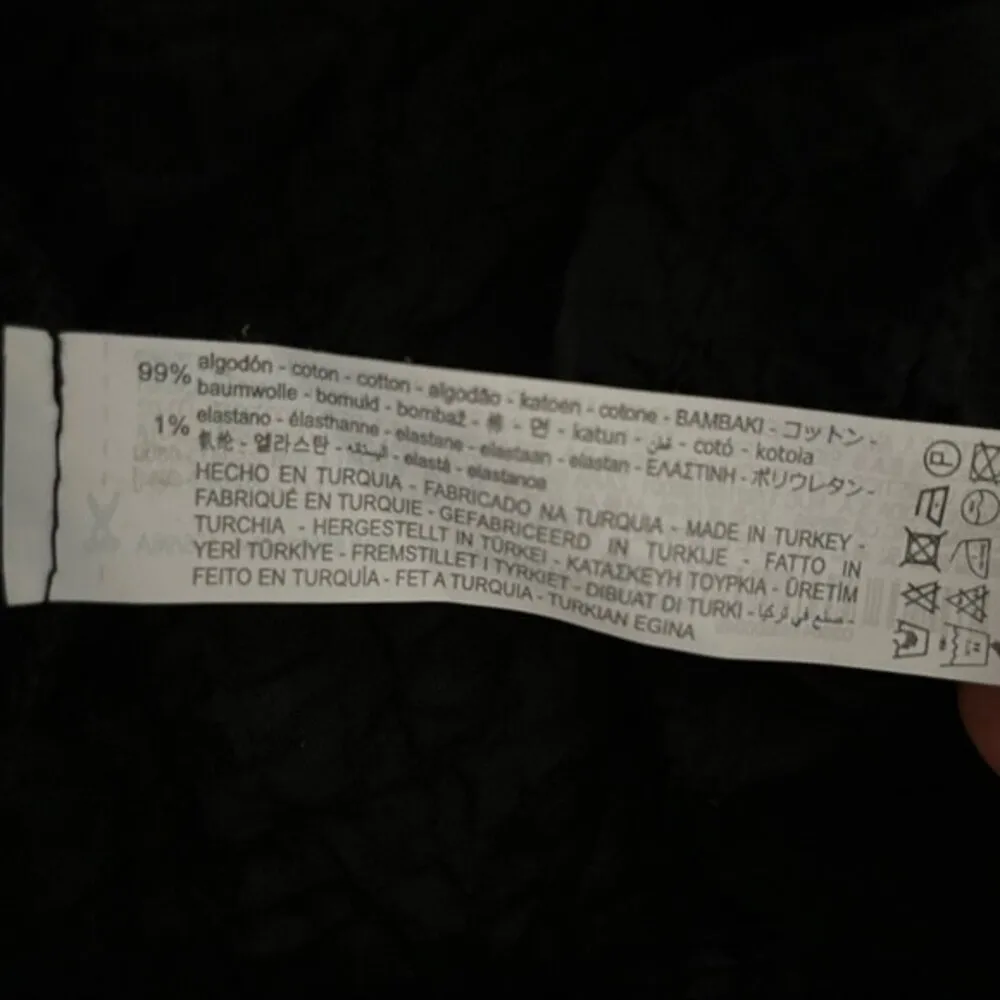 99% algodón - coton - cotton - algodão - katoen - cotone - BAMBAKI - コットン -
baumwolle - bomuld - bombaž - 棉 - 면 - katun - قطن - cotó - kotoia
1% elastano - élasthanne - elastane - elastaan - elastan - ΕΛΑΣΤΙΝΗ - ポリウレタン -
氨纶 - 엘라스탄 - - elastà - elastanoa
HECHO EN TURQUIA - FABRICADO NA TURQUIA - MADE IN TURKEY -
FABRIQUÉ EN TURQUIE - GEFABRICEERD IN TURKIJE - FATTO IN
TURCHIA - HERGESTELLT IN TÜRKEI - ΚΑΤΑΣΚΕΥΗ ΤΟΥΡΚΙΑ - ÜRETİM
YERİ TÜRKİYE - FREMSTILLET I TYRKIET - DIBUAT DI TURKI - صنع في تركيا -
FEITO EN TURQUÍA - FET A TURQUIA - TURKIAN EGINA
P